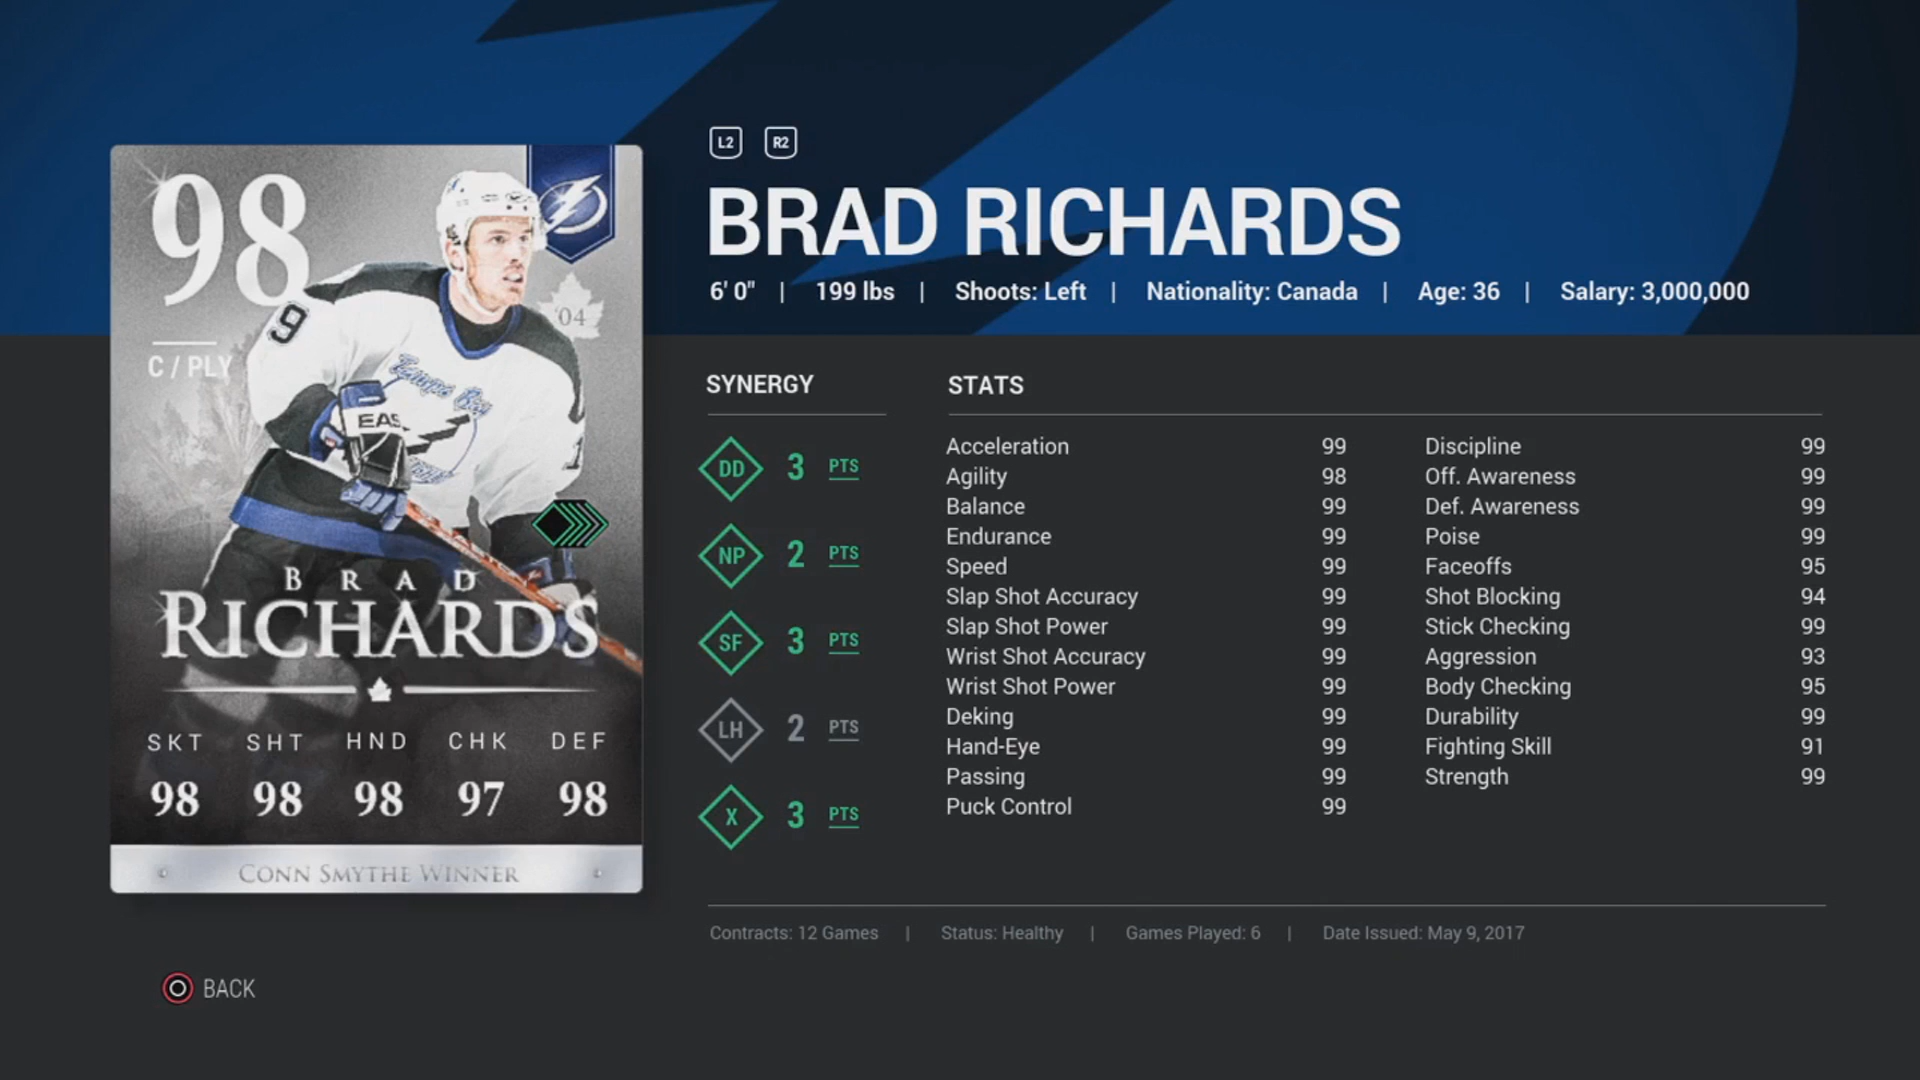 L2 R2
BRAD RICHARDS
6' 0" | 199 lbs | Shoots: Left | Nationality: Canada | Age: 36 | Salary: 3,000,000
98
C / PLY
'04
9
Tampa Bay
EAS
BRAD
RICHARDS
SKT SHT HND CHK DEF
98 98 98 97 98
CONN SMYTHE WINNER
SYNERGY
DD 3 PTS
NP 2 PTS
SF 3 PTS
LH 2 PTS
X 3 PTS
STATS
Acceleration 99
Agility 98
Balance 99
Endurance 99
Speed 99
Slap Shot Accuracy 99
Slap Shot Power 99
Wrist Shot Accuracy 99
Wrist Shot Power 99
Deking 99
Hand-Eye 99
Passing 99
Puck Control 99
Discipline 99
Off. Awareness 99
Def. Awareness 99
Poise 99
Faceoffs 95
Shot Blocking 94
Stick Checking 99
Aggression 93
Body Checking 95
Durability 99
Fighting Skill 91
Strength 99
Contracts: 12 Games | Status: Healthy | Games Played: 6 | Date Issued: May 9, 2017
BACK